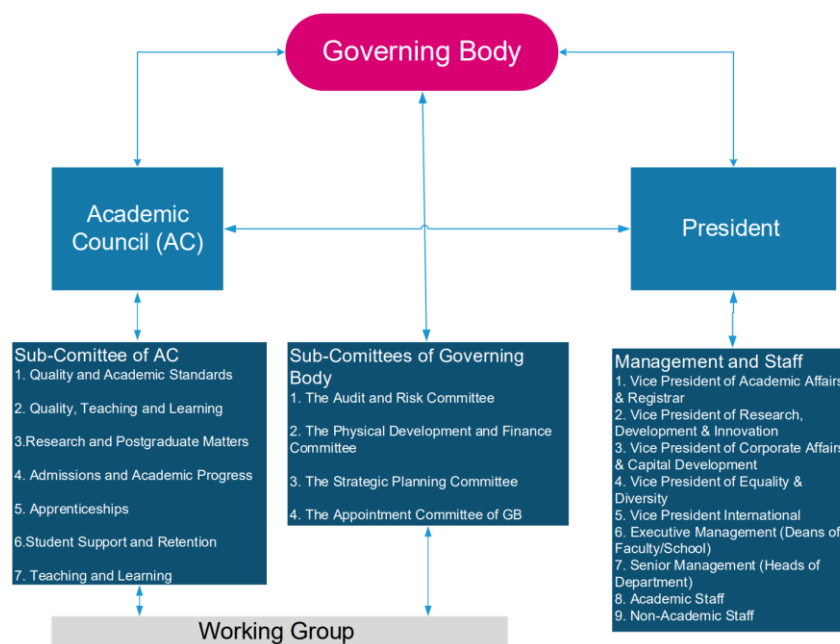 Governing Body
Academic
Council (AC)
President
Sub-Comittee of AC
1. Quality and Academic Standards
2. Quality, Teaching and Learning
3.Research and Postgraduate Matters
4. Admissions and Academic Progress
5. Apprenticeships
6.Student Support and Retention
7. Teaching and Learning
Sub-Comittees of Governing
Body
1. The Audit and Risk Committee
2. The Physical Development and Finance
Committee
3. The Strategic Planning Committee
4. The Appointment Committee of GB
Management and Staff
1. Vice President of Academic Affairs
& Registrar
2. Vice President of Research,
Development & Innovation
3. Vice President of Corporate Affairs
& Capital Development
4. Vice President of Equality &
Diversity
5. Vice President International
6. Executive Management (Deans of
Faculty/School)
7. Senior Management (Heads of
Department)
8. Academic Staff
9. Non-Academic Staff
Working Group